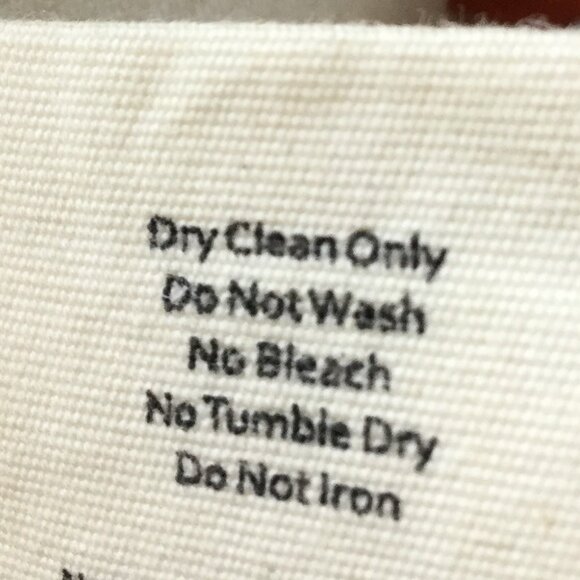 Dry Clean Only
Do Not Wash
No Bleach
No Tumble Dry
Do Not Iron